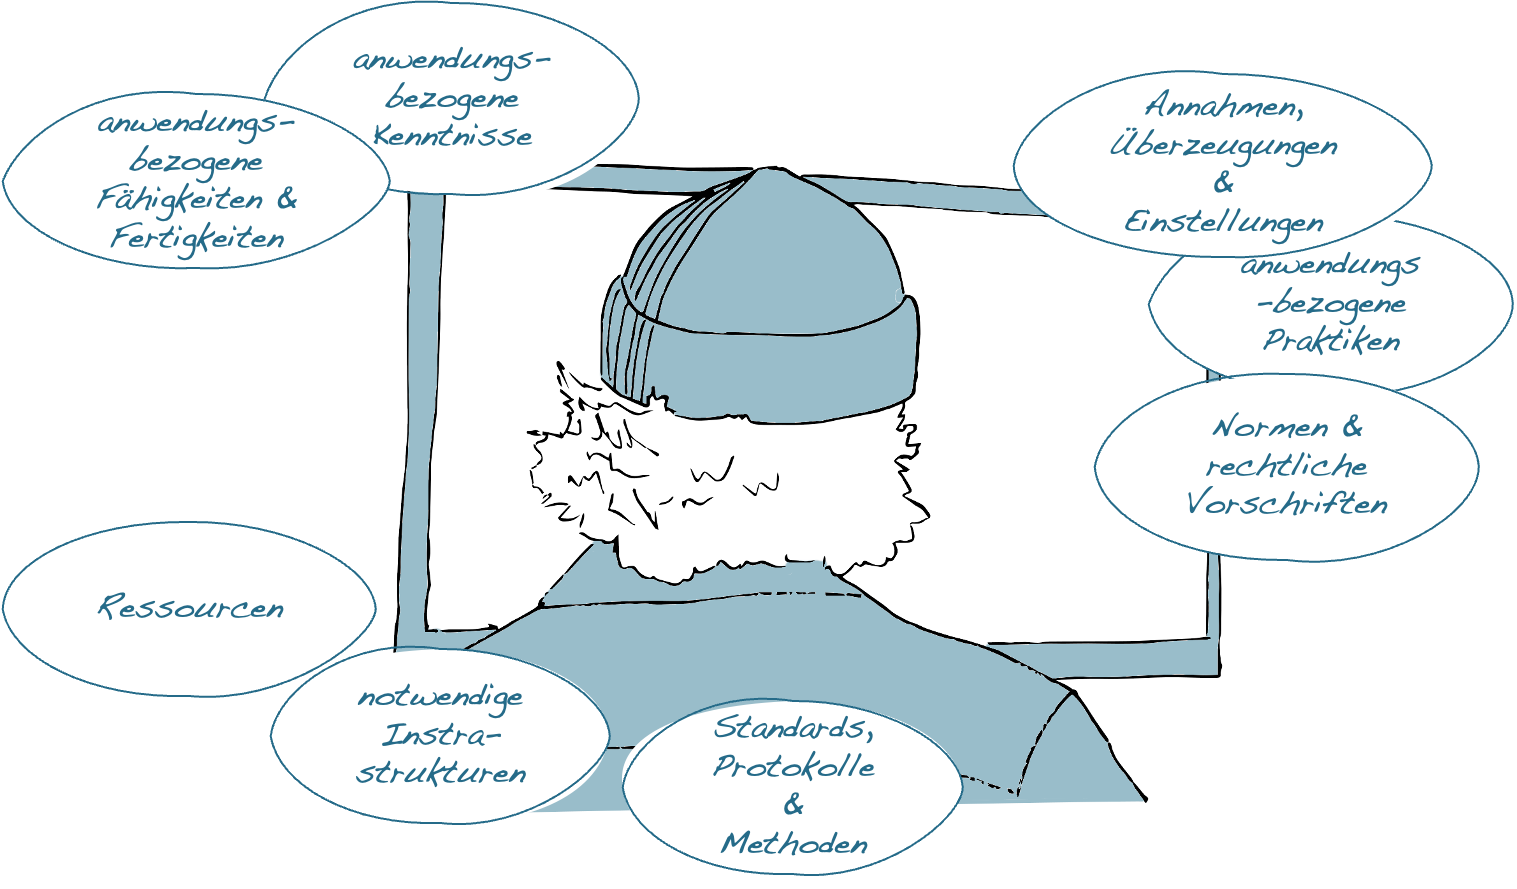 anwendungs-
bezogene
Kenntnisse
anwendungs-
bezogene
Fähigkeiten &
Fertigkeiten
Annahmen,
Überzeugungen
&
Einstellungen
anwendungs
-bezogene
Praktiken
Normen &
rechtliche
Vorschriften
Ressourcen
notwendige
Instra-
strukturen
Standards,
Protokolle
&
Methoden